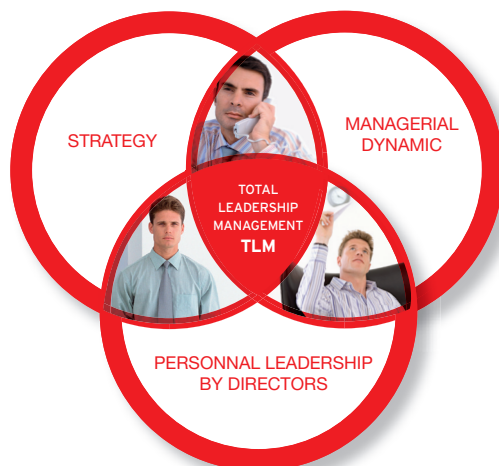 STRATEGY
MANAGERIAL
DYNAMIC
TOTAL
LEADERSHIP
MANAGEMENT
TLM
PERSONNAL LEADERSHIP
BY DIRECTORS